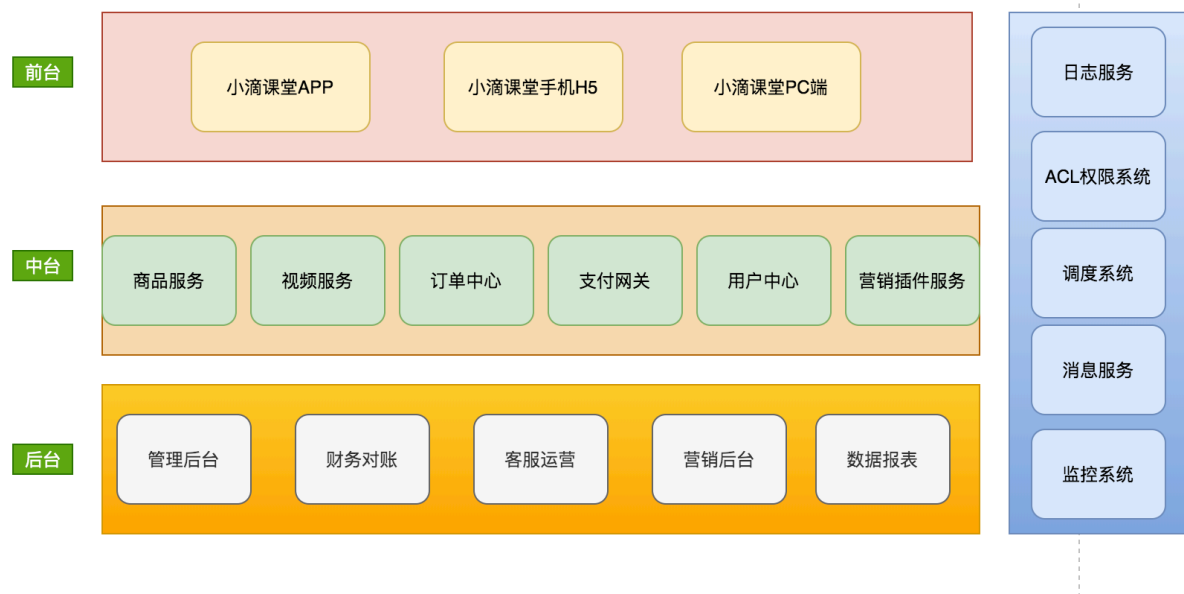 前台
小滴课堂APP
小滴课堂手机H5
小滴课堂PC端
中台
商品服务
视频服务
订单中心
支付网关
用户中心
营销插件服务
后台
管理后台
财务对账
客服运营
营销后台
数据报表
日志服务
ACL权限系统
调度系统
消息服务
监控系统